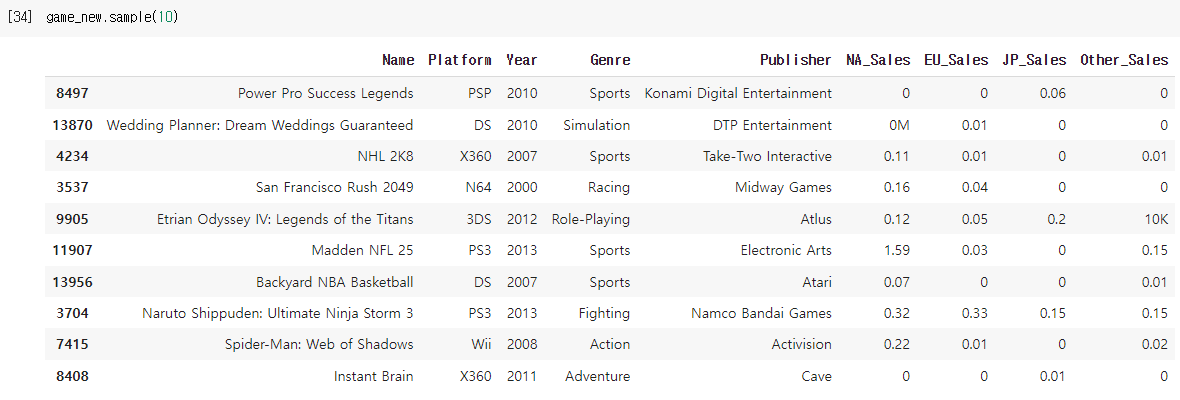 [34] game_new.sample(10)
Name Platform Year Genre Publisher NA_Sales EU_Sales JP_Sales Other_Sales
8497 Power Pro Success Legends PSP 2010 Sports Konami Digital Entertainment 0 0 0.06 0
13870 Wedding Planner: Dream Weddings Guaranteed DS 2010 Simulation DTP Entertainment 0M 0.01 0 0
4234 NHL 2K8 X360 2007 Sports Take-Two Interactive 0.11 0.01 0 0.01
3537 San Francisco Rush 2049 N64 2000 Racing Midway Games 0.16 0.04 0 0
9905 Etrian Odyssey IV: Legends of the Titans 3DS 2012 Role-Playing Atlus 0.12 0.05 0.2 10K
11907 Madden NFL 25 PS3 2013 Sports Electronic Arts 1.59 0.03 0 0.15
13956 Backyard NBA Basketball DS 2007 Sports Atari 0.07 0 0 0.01
3704 Naruto Shippuden: Ultimate Ninja Storm 3 PS3 2013 Fighting Namco Bandai Games 0.32 0.33 0.15 0.15
7415 Spider-Man: Web of Shadows Wii 2008 Action Activision 0.22 0.01 0 0.02
8408 Instant Brain X360 2011 Adventure Cave 0 0 0.01 0